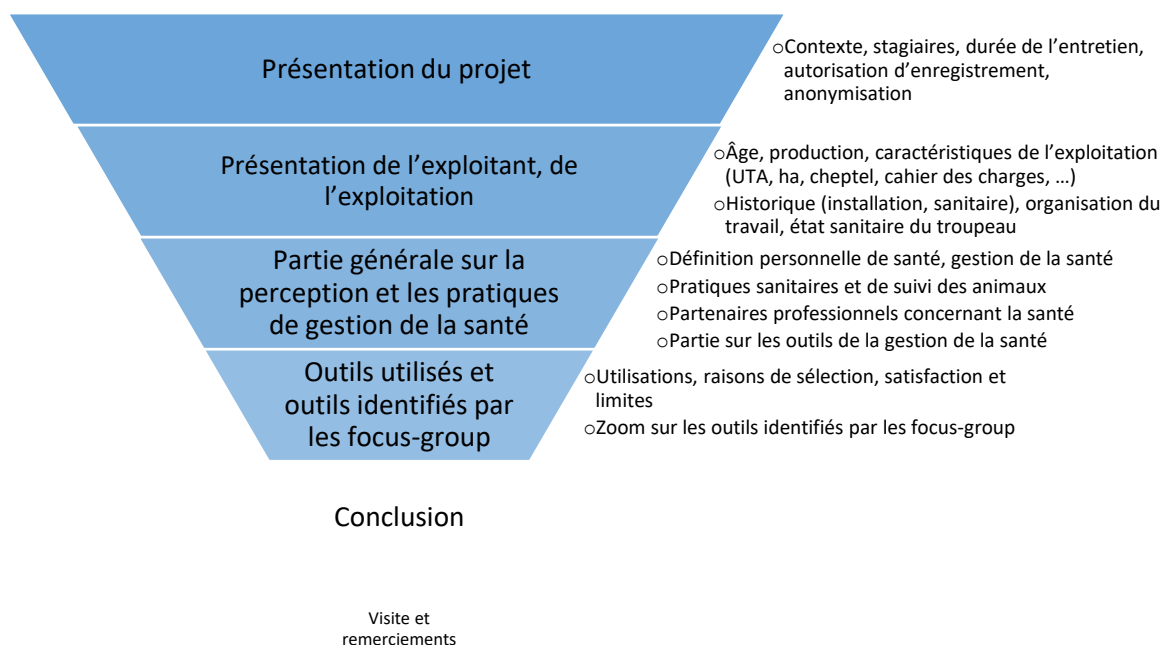 Présentation du projet
oContexte, stagiaires, durée de l'entretien,
autorisation d'enregistrement,
anonymisation
Présentation de l'exploitant, de
l'exploitation
oÂge, production, caractéristiques de l'exploitation
(UTA, ha, cheptel, cahier des charges, …)
oHistorique (installation, sanitaire), organisation du
travail, état sanitaire du troupeau
Partie générale sur la
perception et les pratiques
de gestion de la santé
oDéfinition personnelle de santé, gestion de la santé
oPratiques sanitaires et de suivi des animaux
oPartenaires professionnels concernant la santé
oPartie sur les outils de la gestion de la santé
Outils utilisés et
outils identifiés par
les focus-group
oUtilisations, raisons de sélection, satisfaction et
limites
oZoom sur les outils identifiés par les focus-group
Conclusion
Visite et
remerciements